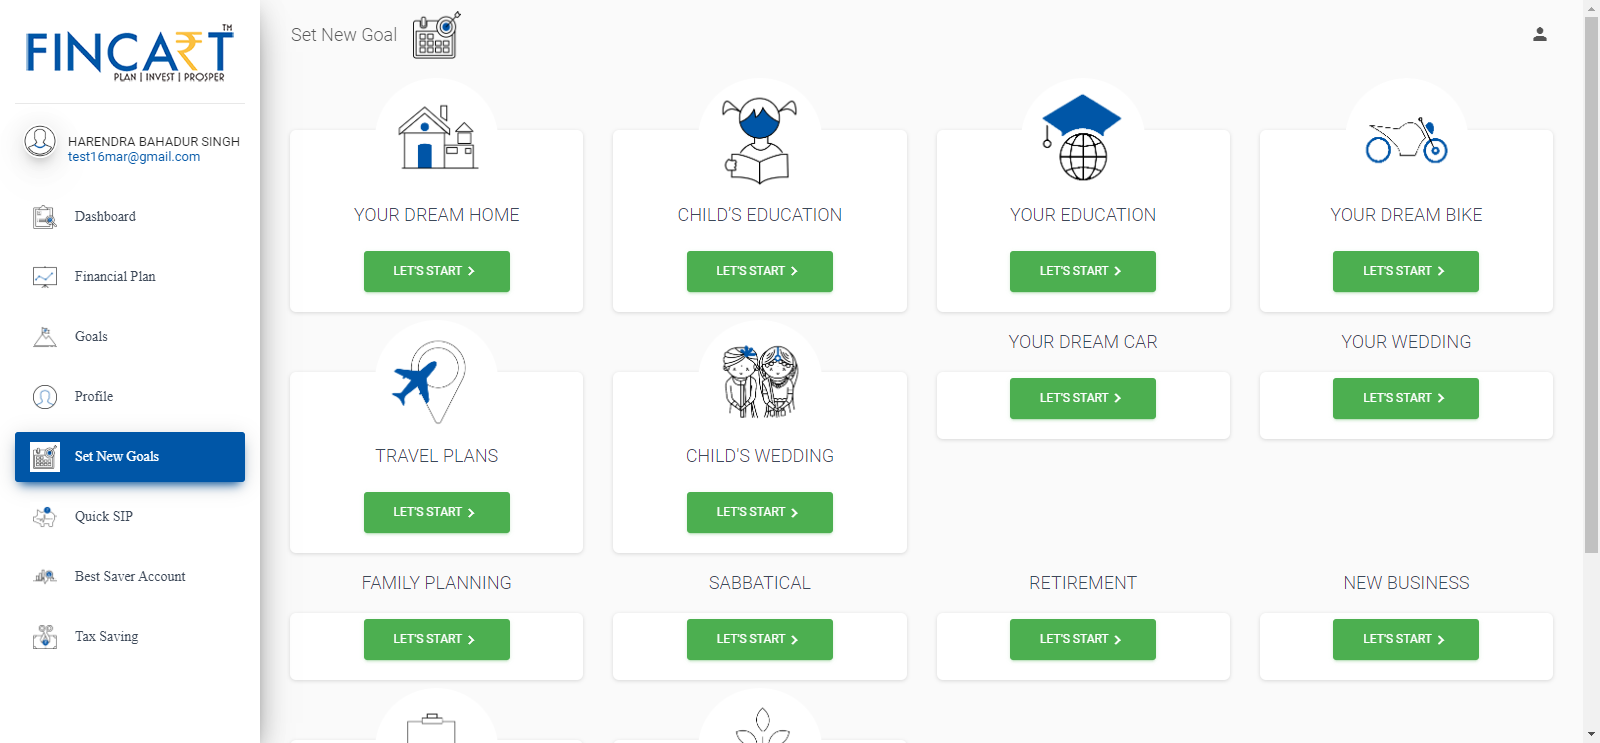 FINCART™
PLAN | INVEST | PROSPER
HARENDRA BAHADUR SINGH
test16mar@gmail.com
Dashboard
Financial Plan
Goals
Profile
Set New Goals
Quick SIP
Best Saver Account
Tax Saving
Set New Goal
YOUR DREAM HOME
LET'S START
CHILD'S EDUCATION
LET'S START
YOUR EDUCATION
LET'S START
YOUR DREAM BIKE
LET'S START
TRAVEL PLANS
LET'S START
CHILD'S WEDDING
LET'S START
YOUR DREAM CAR
LET'S START
YOUR WEDDING
LET'S START
FAMILY PLANNING
LET'S START
SABBATICAL
LET'S START
RETIREMENT
LET'S START
NEW BUSINESS
LET'S START